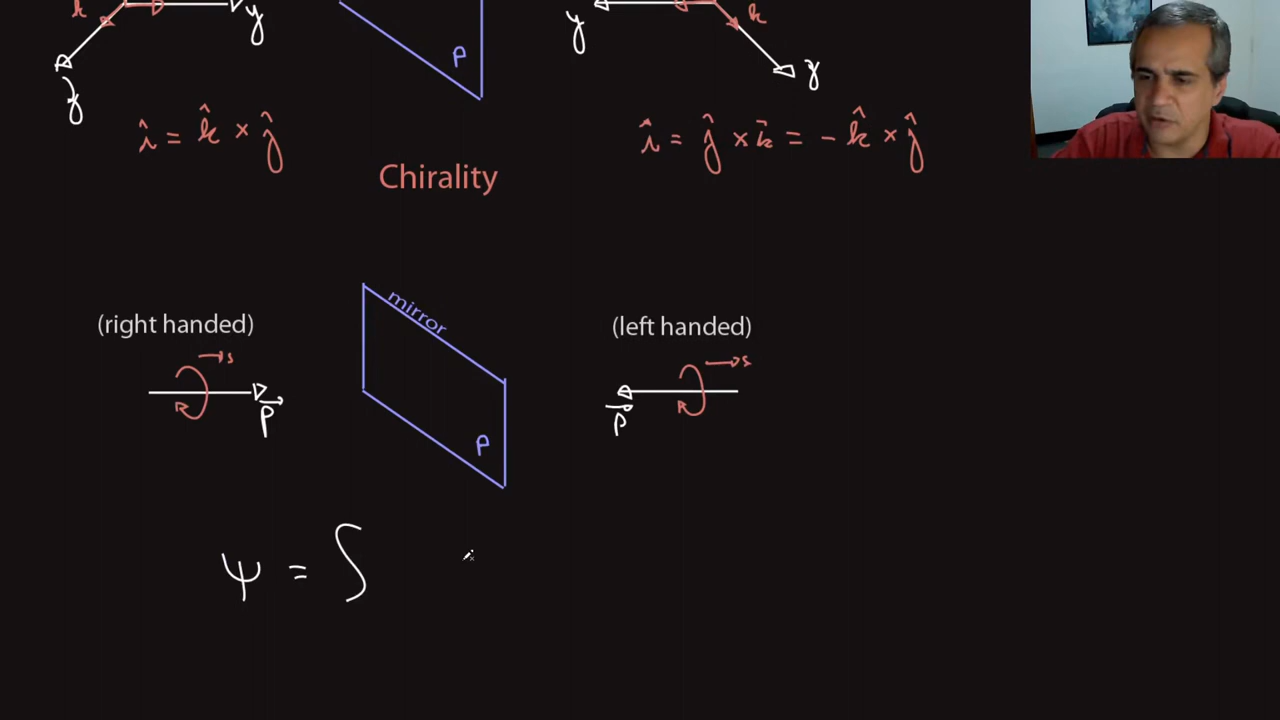 k y P y k z
z
î = k̂ × ĵ î = ĵ × k̂ = - k̂ × ĵ
Chirality
mirror
(right handed) (left handed)
→ s → s
p⃗ p⃗
P
ψ = ∫